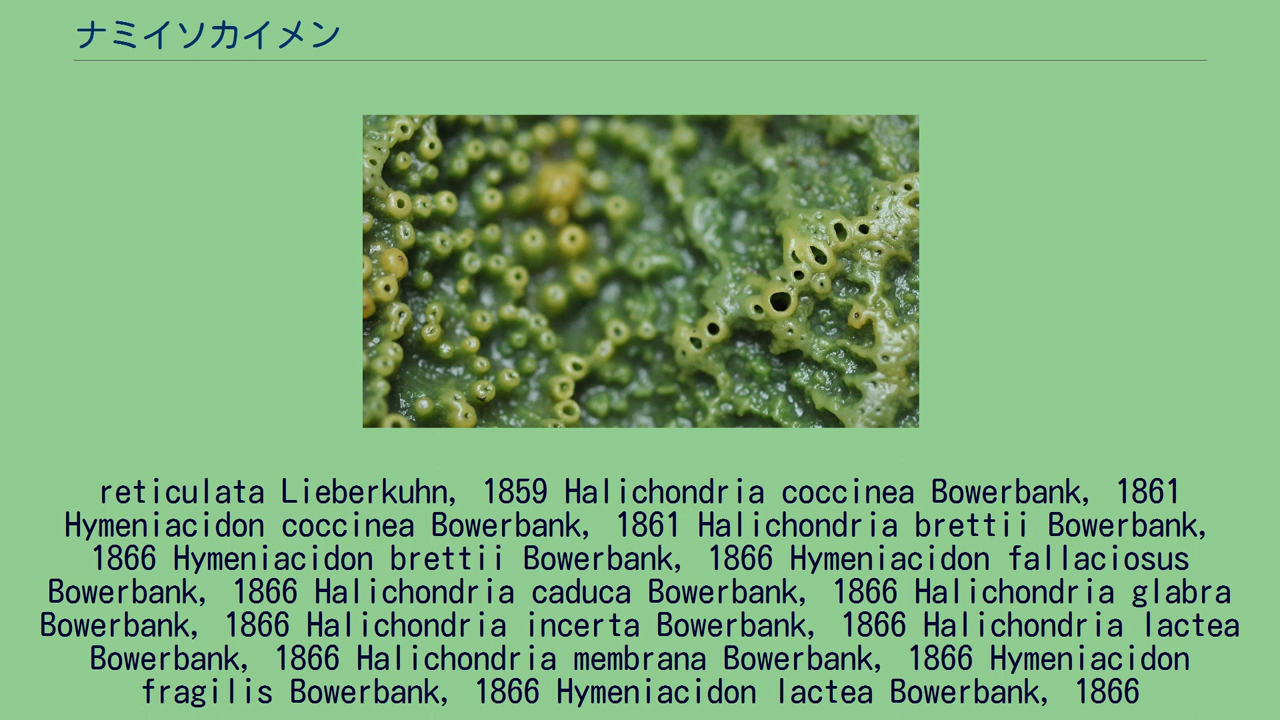 ナミイソカイメン
reticulata Lieberkuhn, 1859 Halichondria coccinea Bowerbank, 1861
Hymeniacidon coccinea Bowerbank, 1861 Halichondria brettii Bowerbank,
1866 Hymeniacidon brettii Bowerbank, 1866 Hymeniacidon fallaciosus
Bowerbank, 1866 Halichondria caduca Bowerbank, 1866 Halichondria glabra
Bowerbank, 1866 Halichondria incerta Bowerbank, 1866 Halichondria lactea
Bowerbank, 1866 Halichondria membrana Bowerbank, 1866 Hymeniacidon
fragilis Bowerbank, 1866 Hymeniacidon lactea Bowerbank, 1866